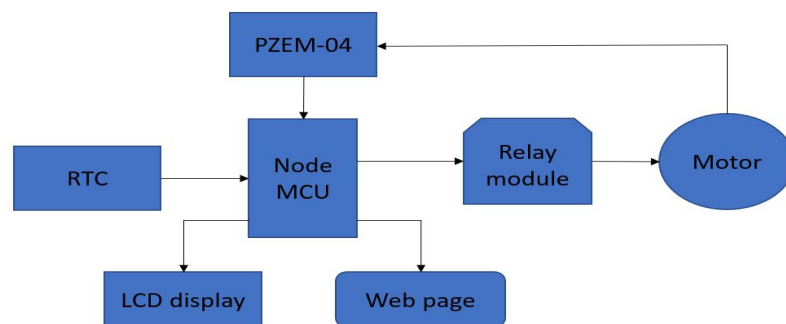 PZEM-04
RTC
Node
MCU
Relay
module
Motor
LCD display
Web page